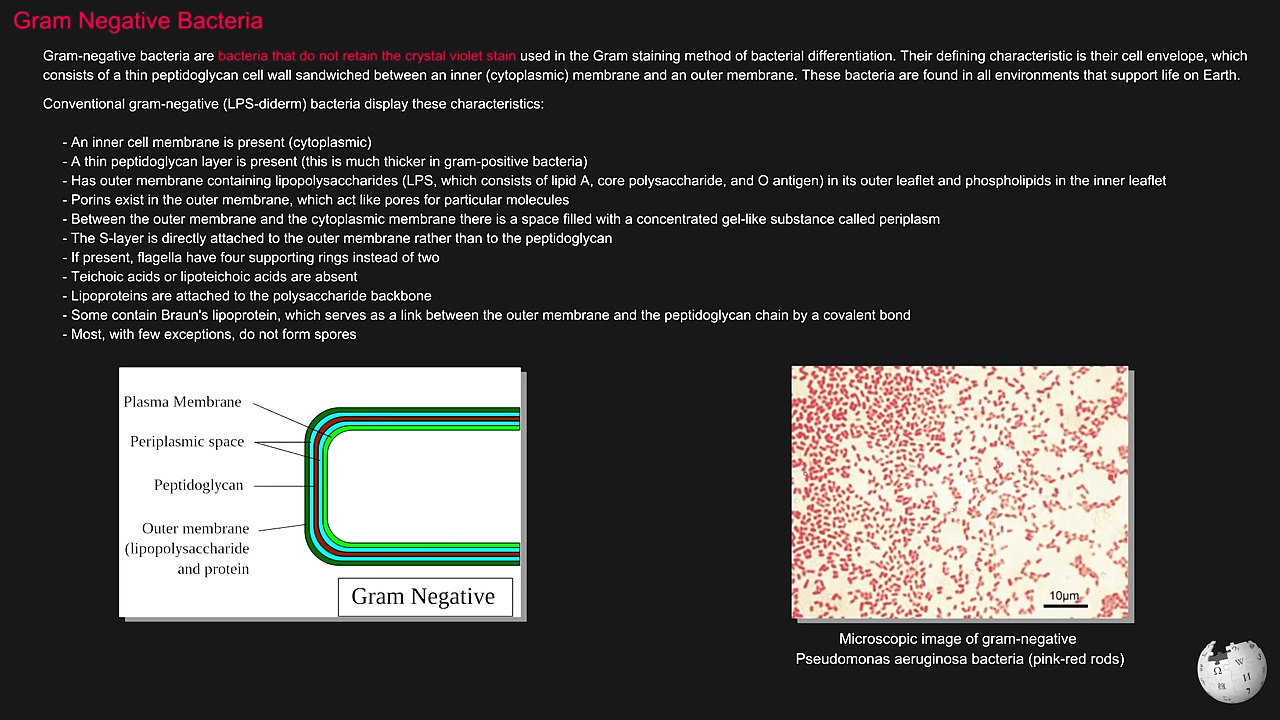 Gram Negative Bacteria
Gram-negative bacteria are bacteria that do not retain the crystal violet stain used in the Gram staining method of bacterial differentiation. Their defining characteristic is their cell envelope, which
consists of a thin peptidoglycan cell wall sandwiched between an inner (cytoplasmic) membrane and an outer membrane. These bacteria are found in all environments that support life on Earth.
Conventional gram-negative (LPS-diderm) bacteria display these characteristics:
- An inner cell membrane is present (cytoplasmic)
- A thin peptidoglycan layer is present (this is much thicker in gram-positive bacteria)
- Has outer membrane containing lipopolysaccharides (LPS, which consists of lipid A, core polysaccharide, and O antigen) in its outer leaflet and phospholipids in the inner leaflet
- Porins exist in the outer membrane, which act like pores for particular molecules
- Between the outer membrane and the cytoplasmic membrane there is a space filled with a concentrated gel-like substance called periplasm
- The S-layer is directly attached to the outer membrane rather than to the peptidoglycan
- If present, flagella have four supporting rings instead of two
- Teichoic acids or lipoteichoic acids are absent
- Lipoproteins are attached to the polysaccharide backbone
- Some contain Braun's lipoprotein, which serves as a link between the outer membrane and the peptidoglycan chain by a covalent bond
- Most, with few exceptions, do not form spores
Plasma Membrane
Periplasmic space
Peptidoglycan
Outer membrane
(lipopolysaccharide
and protein
Gram Negative
10µm
Microscopic image of gram-negative
Pseudomonas aeruginosa bacteria (pink-red rods)
Ω W